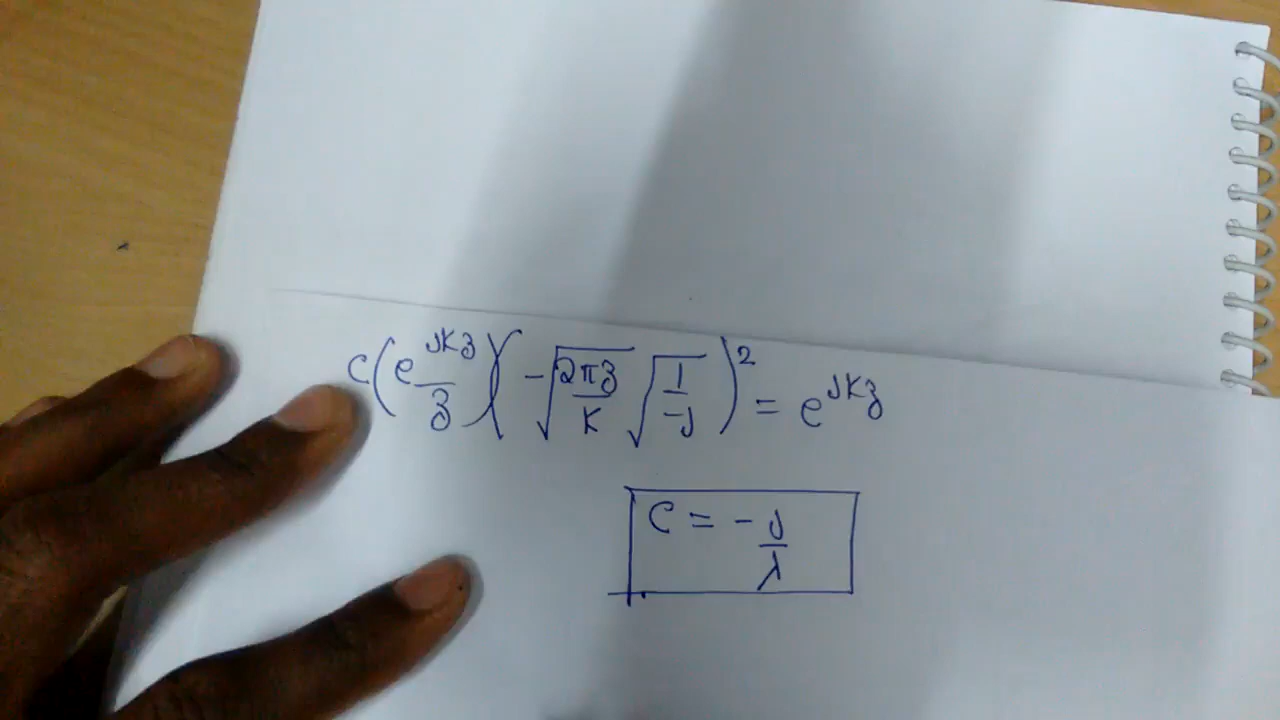 C(e^{jkz}/z)(-√(2πz/k) √(1/-j))^2 = e^{jkz}
C = -j/λ